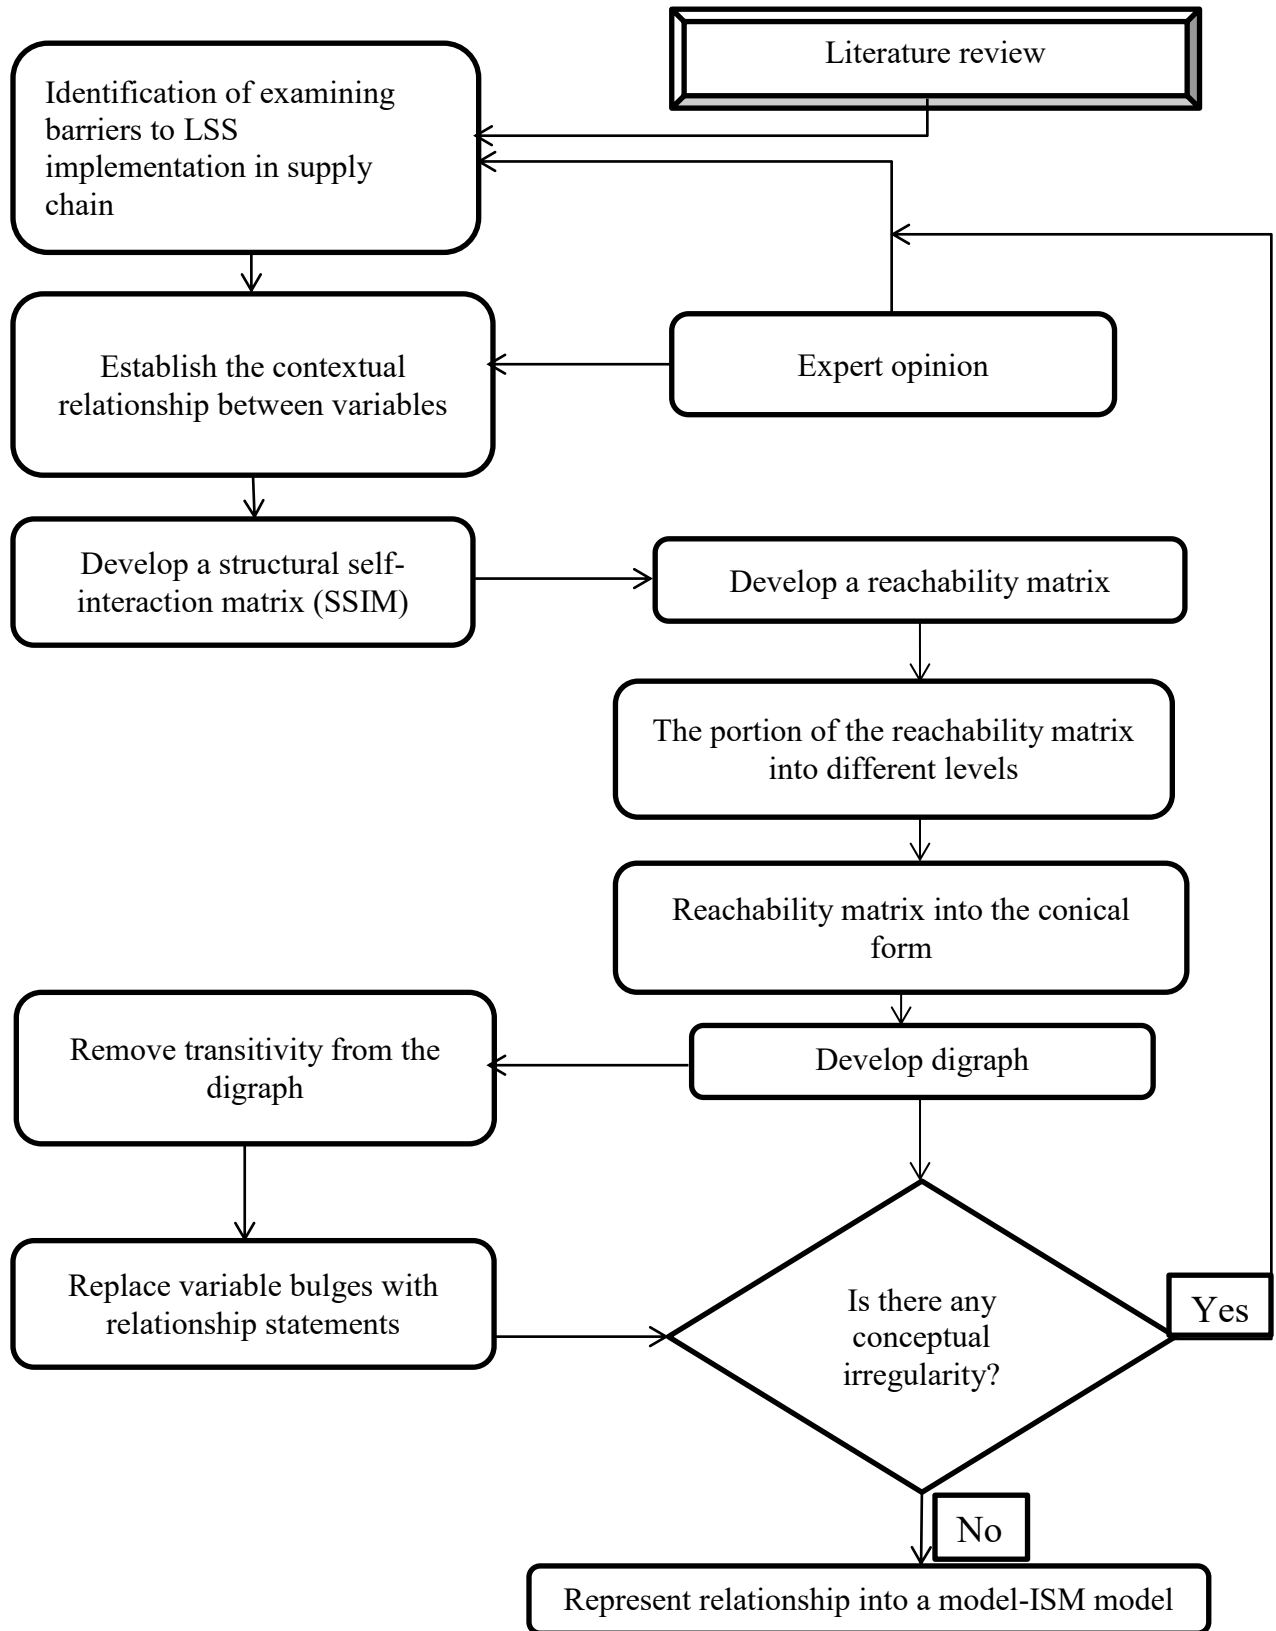 Literature review
Identification of examining
barriers to LSS
implementation in supply
chain
Establish the contextual
relationship between variables
Expert opinion
Develop a structural self-
interaction matrix (SSIM)
Develop a reachability matrix
The portion of the reachability matrix
into different levels
Reachability matrix into the conical
form
Remove transitivity from the
digraph
Develop digraph
Replace variable bulges with
relationship statements
Is there any
conceptual
irregularity?
Yes
No
Represent relationship into a model-ISM model